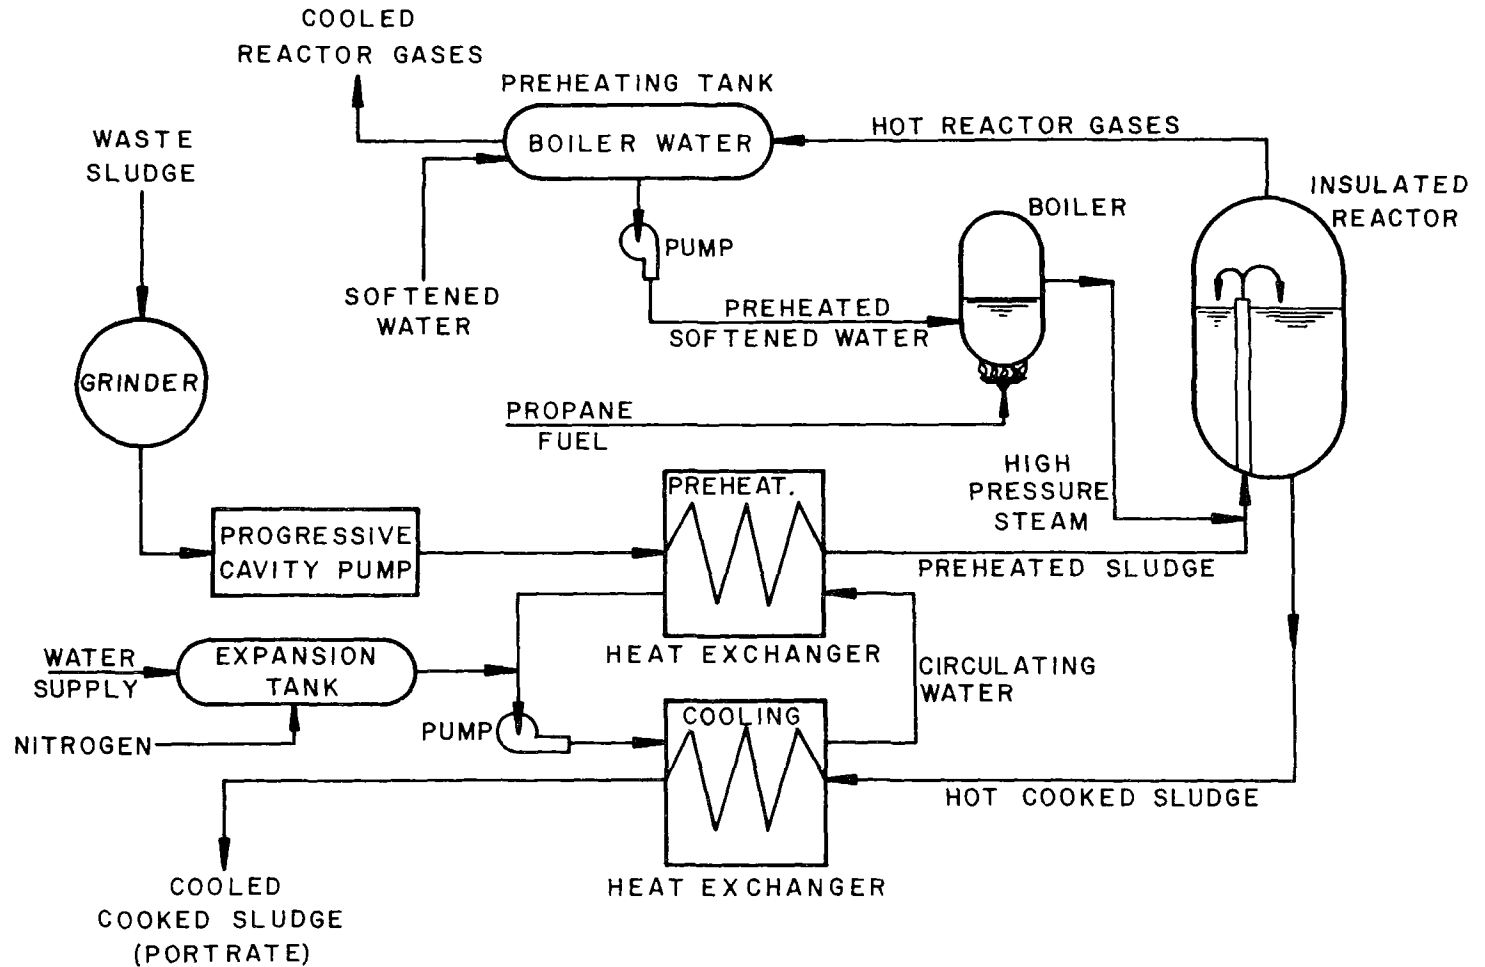 COOLED
REACTOR GASES
PREHEATING TANK
BOILER WATER
HOT REACTOR GASES
WASTE
SLUDGE
INSULATED
REACTOR
BOILER
PUMP
SOFTENED
WATER
PREHEATED
SOFTENED WATER
GRINDER
PROPANE
FUEL
HIGH
PRESSURE
STEAM
PREHEAT.
PROGRESSIVE
CAVITY PUMP
PREHEATED SLUDGE
HEAT EXCHANGER
WATER
SUPPLY
EXPANSION
TANK
CIRCULATING
WATER
NITROGEN
PUMP
COOLING
HOT COOKED SLUDGE
HEAT EXCHANGER
COOLED
COOKED SLUDGE
(PORTRATE)